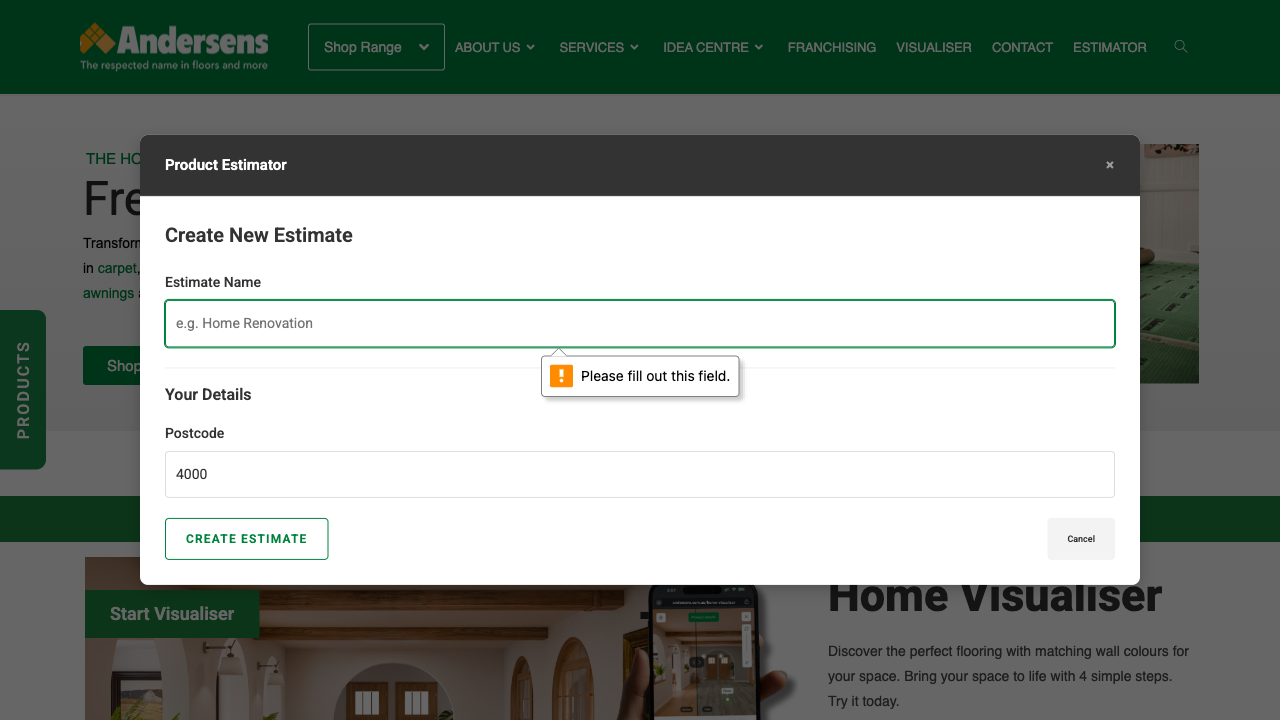 Andersens
The respected name in floors and more
Shop Range
ABOUT US
SERVICES
IDEA CENTRE
FRANCHISING
VISUALISER
CONTACT
ESTIMATOR
THE HO
Fre
Transforn
in carpet,
awnings
Shop
PRODUCTS
Product Estimator
×
Create New Estimate
Estimate Name
e.g. Home Renovation
Please fill out this field.
Your Details
Postcode
4000
CREATE ESTIMATE
Cancel
Start Visualiser
Home Visualiser
Discover the perfect flooring with matching wall colours for
your space. Bring your space to life with 4 simple steps.
Try it today.